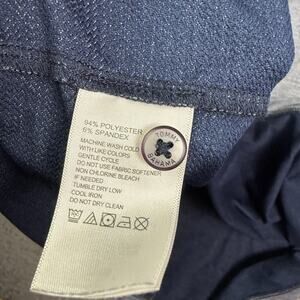 94% POLYESTER
6% SPANDEX
MACHINE WASH COLD
WITH LIKE COLORS
GENTLE CYCLE
DO NOT USE FABRIC SOFTENER
NON CHLORINE BLEACH
IF NEEDED
TUMBLE DRY LOW
COOL IRON
DO NOT DRY CLEAN
TOMMY
BAHAMA